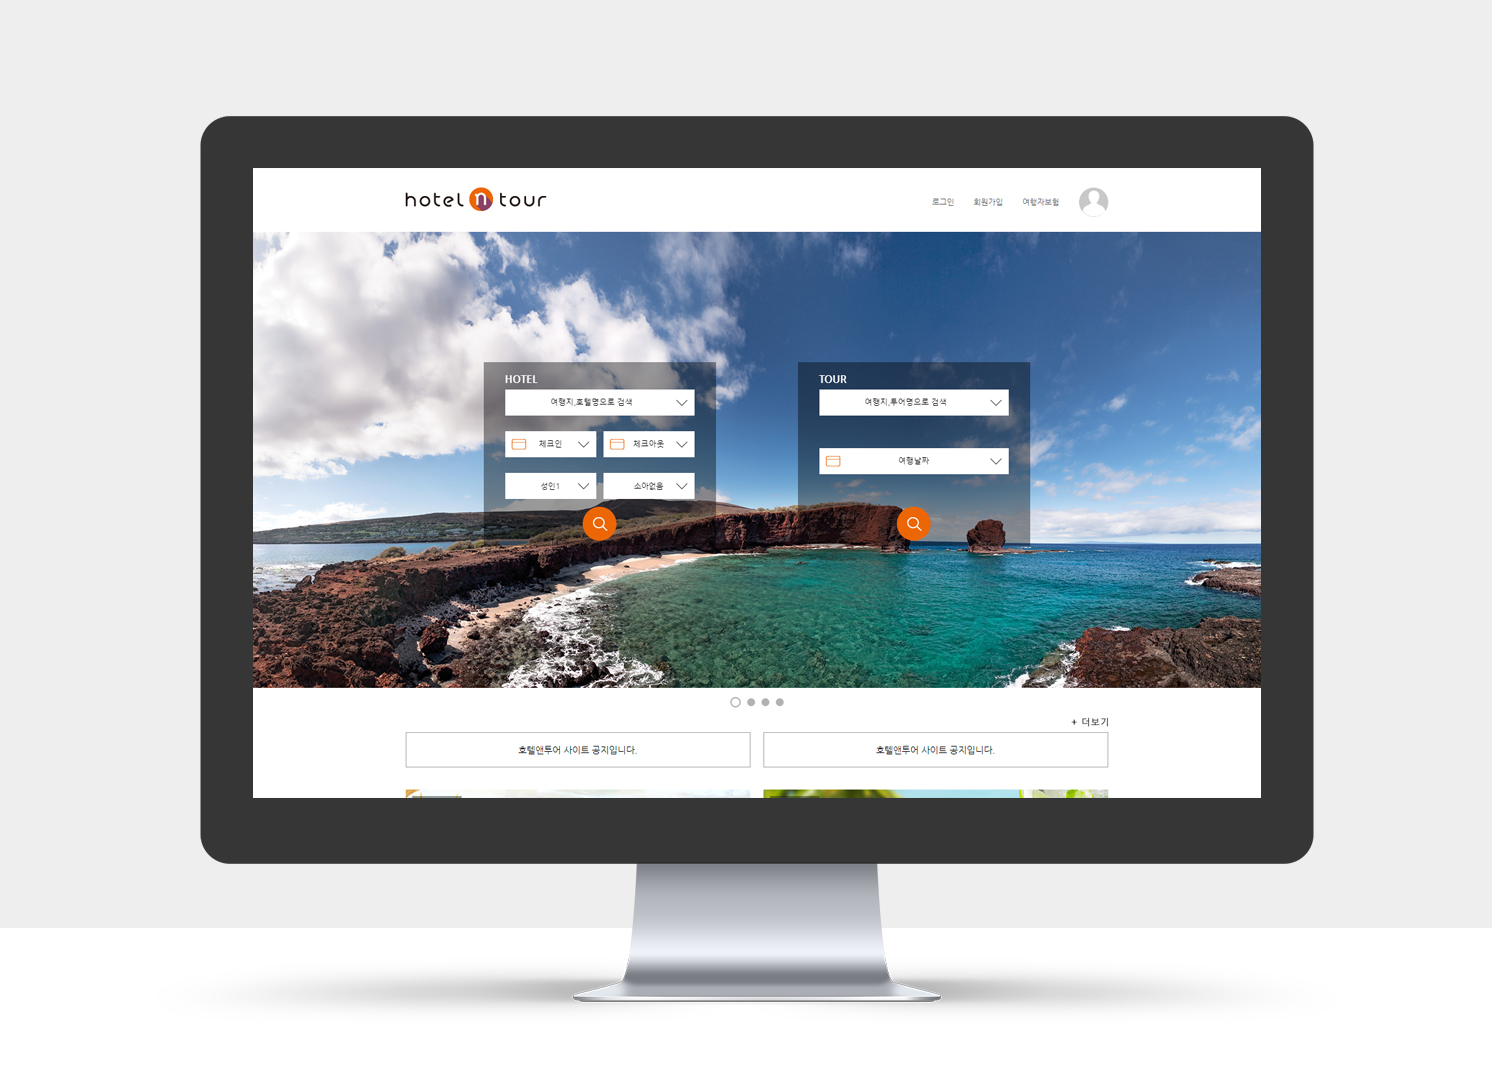 hotel n tour
로그인 회원가입 여행자보험
HOTEL
여행지,호텔명으로 검색
체크인 체크아웃
성인1 소아없음
TOUR
여행지,투어명으로 검색
여행날짜
+ 더보기
호텔앤투어 사이트 공지입니다.
호텔앤투어 사이트 공지입니다.